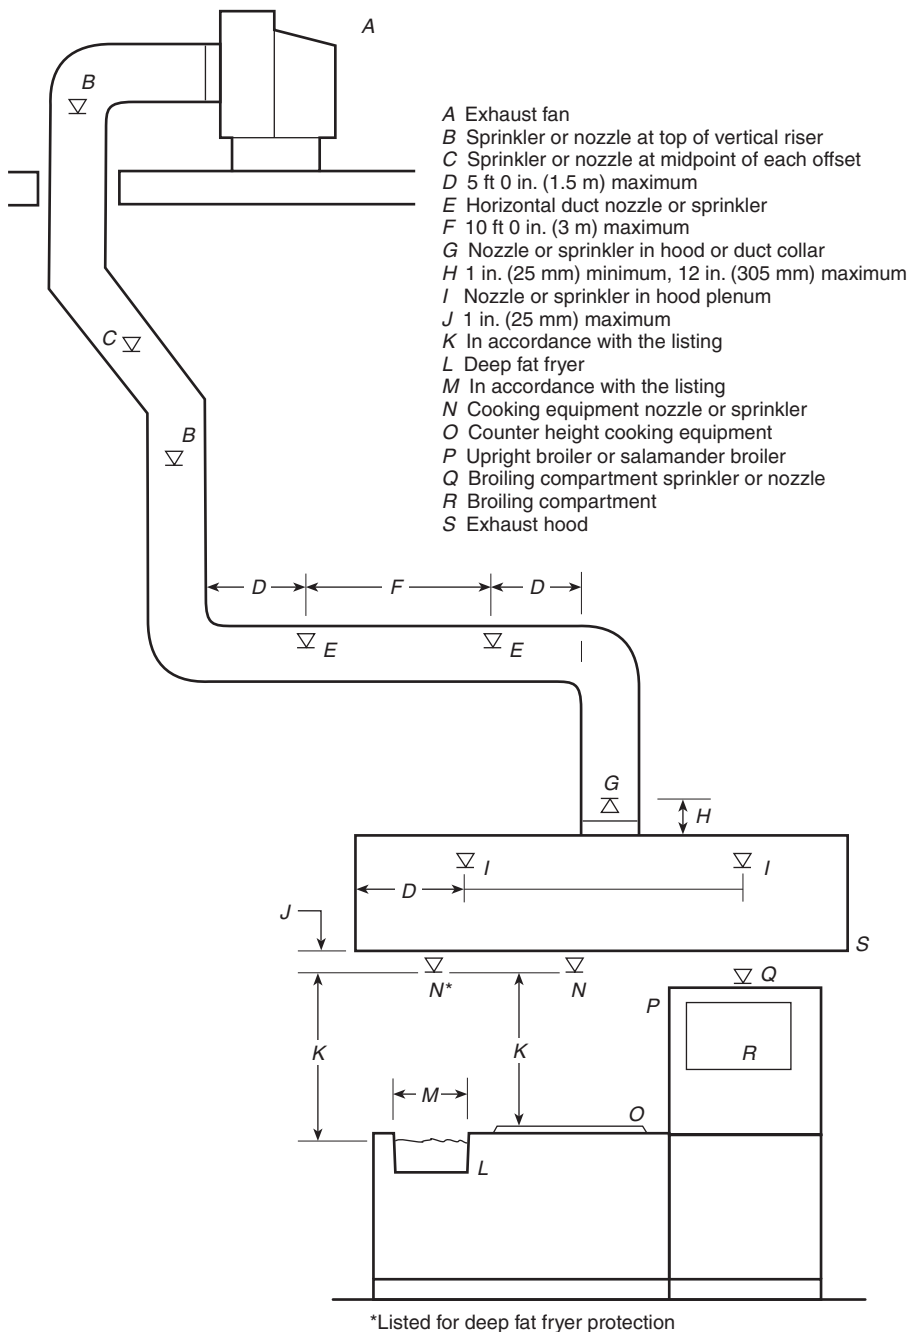 A
B
A Exhaust fan
B Sprinkler or nozzle at top of vertical riser
C Sprinkler or nozzle at midpoint of each offset
D 5 ft 0 in. (1.5 m) maximum
E Horizontal duct nozzle or sprinkler
F 10 ft 0 in. (3 m) maximum
G Nozzle or sprinkler in hood or duct collar
H 1 in. (25 mm) minimum, 12 in. (305 mm) maximum
I Nozzle or sprinkler in hood plenum
J 1 in. (25 mm) maximum
K In accordance with the listing
L Deep fat fryer
M In accordance with the listing
N Cooking equipment nozzle or sprinkler
O Counter height cooking equipment
P Upright broiler or salamander broiler
Q Broiling compartment sprinkler or nozzle
R Broiling compartment
S Exhaust hood
C
B
D F D
E E
G
H
I I
D
J
S
N* N Q
P
K K R
M
O
L
*Listed for deep fat fryer protection